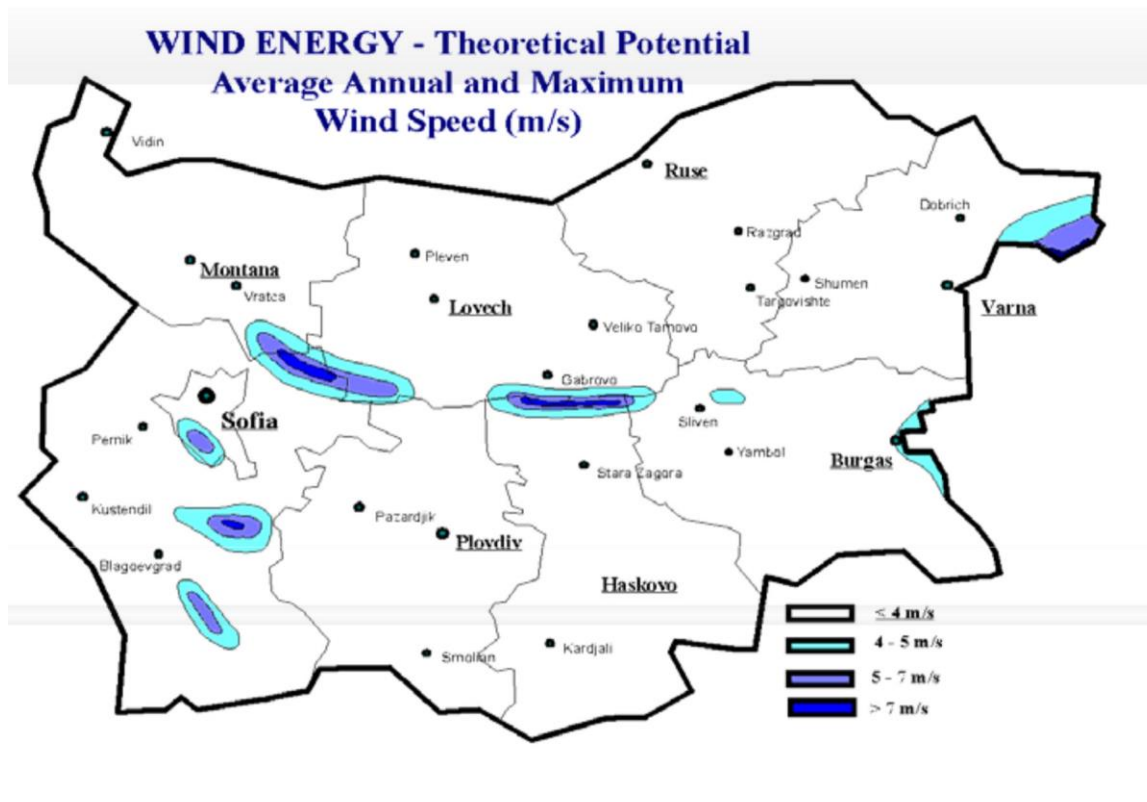 WIND ENERGY - Theoretical Potential
Average Annual and Maximum
Wind Speed (m/s)
Vidin
Ruse
Dobrich
Razgrad
Pleven
Montana
Vratca
Shumen
Targovishte
Lovech
Varna
Veliko Tarnovo
Gabrovo
Sofia
Sliven
Pernik
Yambol
Burgas
Stara Zagora
Kustendil
Pazardjik
Plovdiv
Blagoevgrad
Haskovo
Smolian
Kardjali
≤ 4 m/s
4 - 5 m/s
5 - 7 m/s
> 7 m/s